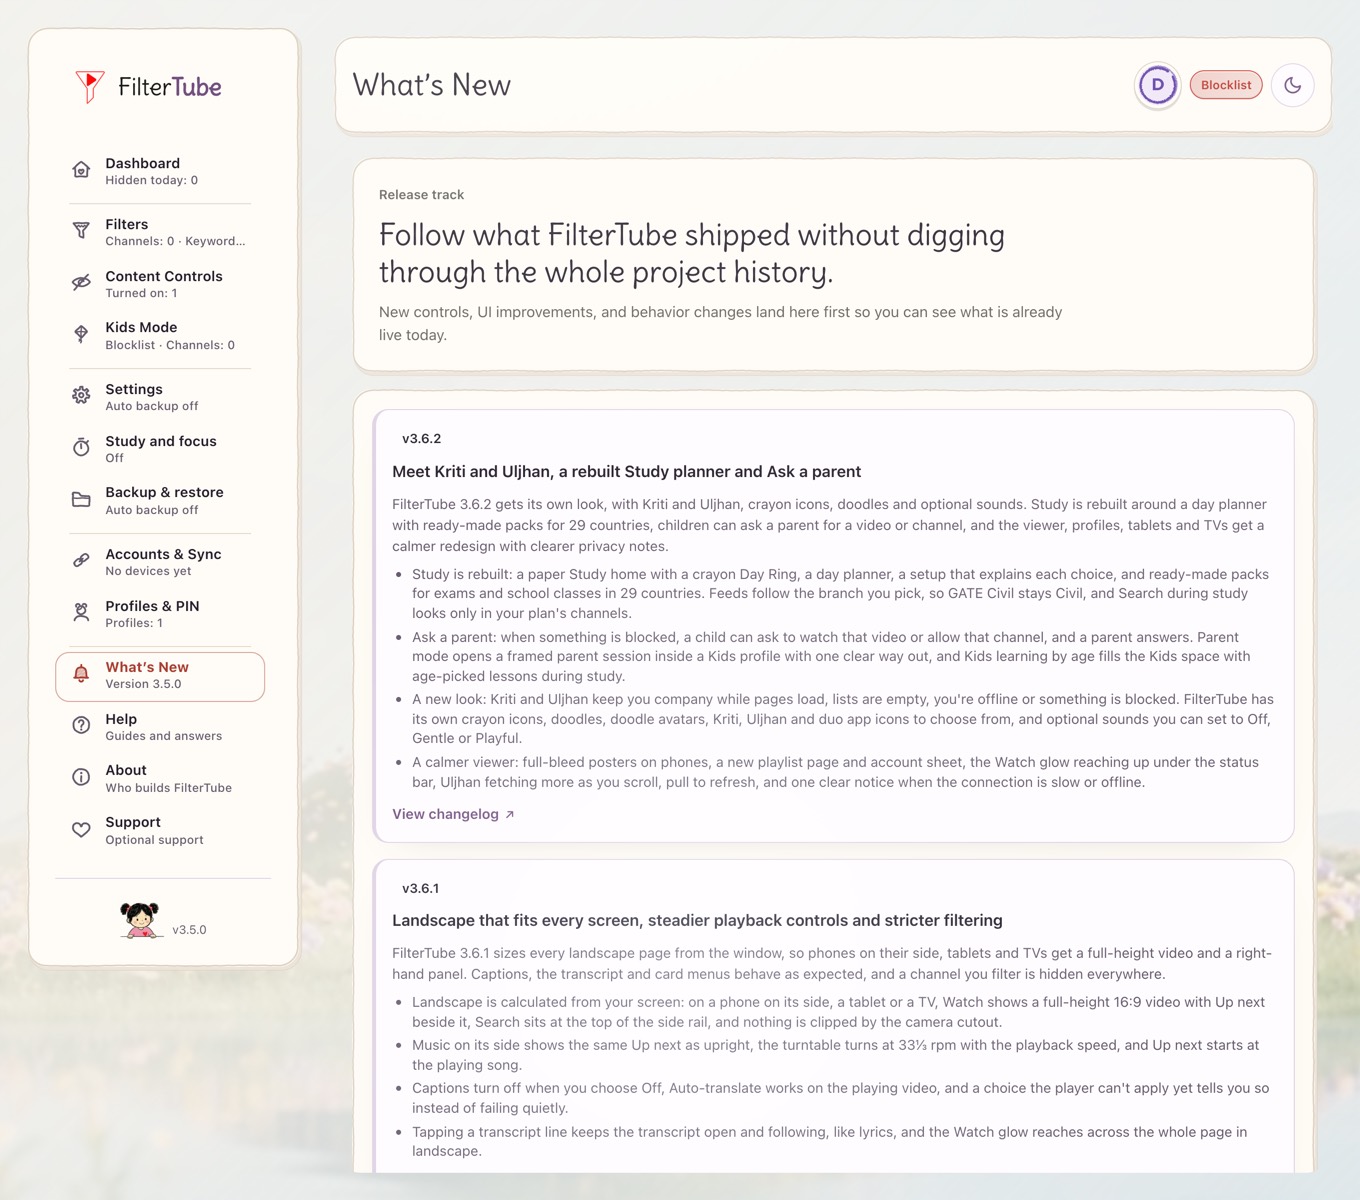 FilterTube
Dashboard
Hidden today: 0
Filters
Channels: 0 · Keyword...
Content Controls
Turned on: 1
Kids Mode
Blocklist · Channels: 0
Settings
Auto backup off
Study and focus
Off
Backup & restore
Auto backup off
Accounts & Sync
No devices yet
Profiles & PIN
Profiles: 1
What's New
Version 3.5.0
Help
Guides and answers
About
Who builds FilterTube
Support
Optional support
v3.5.0
What's New
D
Blocklist
Release track
Follow what FilterTube shipped without digging
through the whole project history.
New controls, UI improvements, and behavior changes land here first so you can see what is already
live today.
v3.6.2
Meet Kriti and Uljhan, a rebuilt Study planner and Ask a parent
FilterTube 3.6.2 gets its own look, with Kriti and Uljhan, crayon icons, doodles and optional sounds. Study is rebuilt around a day planner
with ready-made packs for 29 countries, children can ask a parent for a video or channel, and the viewer, profiles, tablets and TVs get a
calmer redesign with clearer privacy notes.
• Study is rebuilt: a paper Study home with a crayon Day Ring, a day planner, a setup that explains each choice, and ready-made packs
for exams and school classes in 29 countries. Feeds follow the branch you pick, so GATE Civil stays Civil, and Search during study
looks only in your plan's channels.
• Ask a parent: when something is blocked, a child can ask to watch that video or allow that channel, and a parent answers. Parent
mode opens a framed parent session inside a Kids profile with one clear way out, and Kids learning by age fills the Kids space with
age-picked lessons during study.
• A new look: Kriti and Uljhan keep you company while pages load, lists are empty, you're offline or something is blocked. FilterTube has
its own crayon icons, doodles, doodle avatars, Kriti, Uljhan and duo app icons to choose from, and optional sounds you can set to Off,
Gentle or Playful.
• A calmer viewer: full-bleed posters on phones, a new playlist page and account sheet, the Watch glow reaching up under the status
bar, Uljhan fetching more as you scroll, pull to refresh, and one clear notice when the connection is slow or offline.
View changelog ↗
v3.6.1
Landscape that fits every screen, steadier playback controls and stricter filtering
FilterTube 3.6.1 sizes every landscape page from the window, so phones on their side, tablets and TVs get a full-height video and a right-
hand panel. Captions, the transcript and card menus behave as expected, and a channel you filter is hidden everywhere.
• Landscape is calculated from your screen: on a phone on its side, a tablet or a TV, Watch shows a full-height 16:9 video with Up next
beside it, Search sits at the top of the side rail, and nothing is clipped by the camera cutout.
• Music on its side shows the same Up next as upright, the turntable turns at 33⅓ rpm with the playback speed, and Up next starts at
the playing song.
• Captions turn off when you choose Off, Auto-translate works on the playing video, and a choice the player can't apply yet tells you so
instead of failing quietly.
• Tapping a transcript line keeps the transcript open and following, like lyrics, and the Watch glow reaches across the whole page in
landscape.